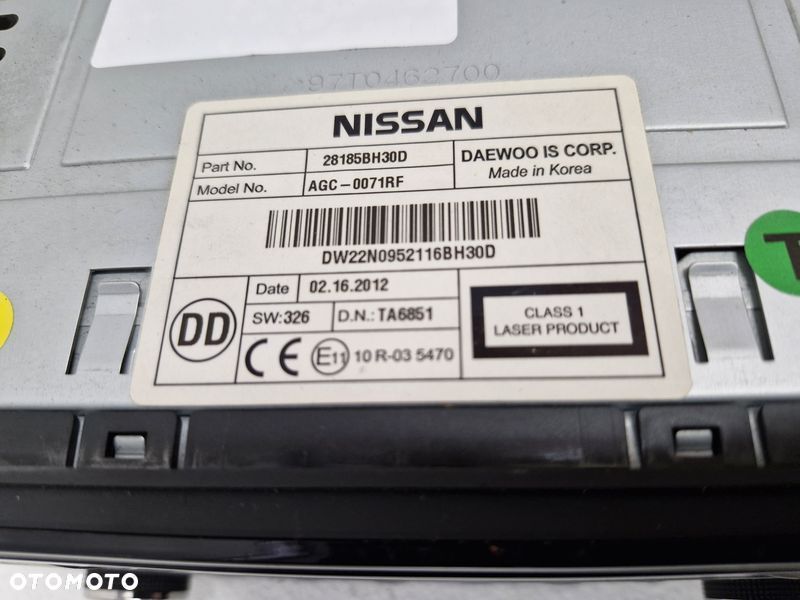 97T0462700
NISSAN
Part No. 28185BH30D DAEWOO IS CORP.
Model No. AGC-0071RF Made in Korea
DW22N0952116BH30D
Date 02.16.2012
DD SW:326 D.N.: TA6851
CLASS 1
LASER PRODUCT
CE E11 10 R-03 5470
T
OTOMOTO